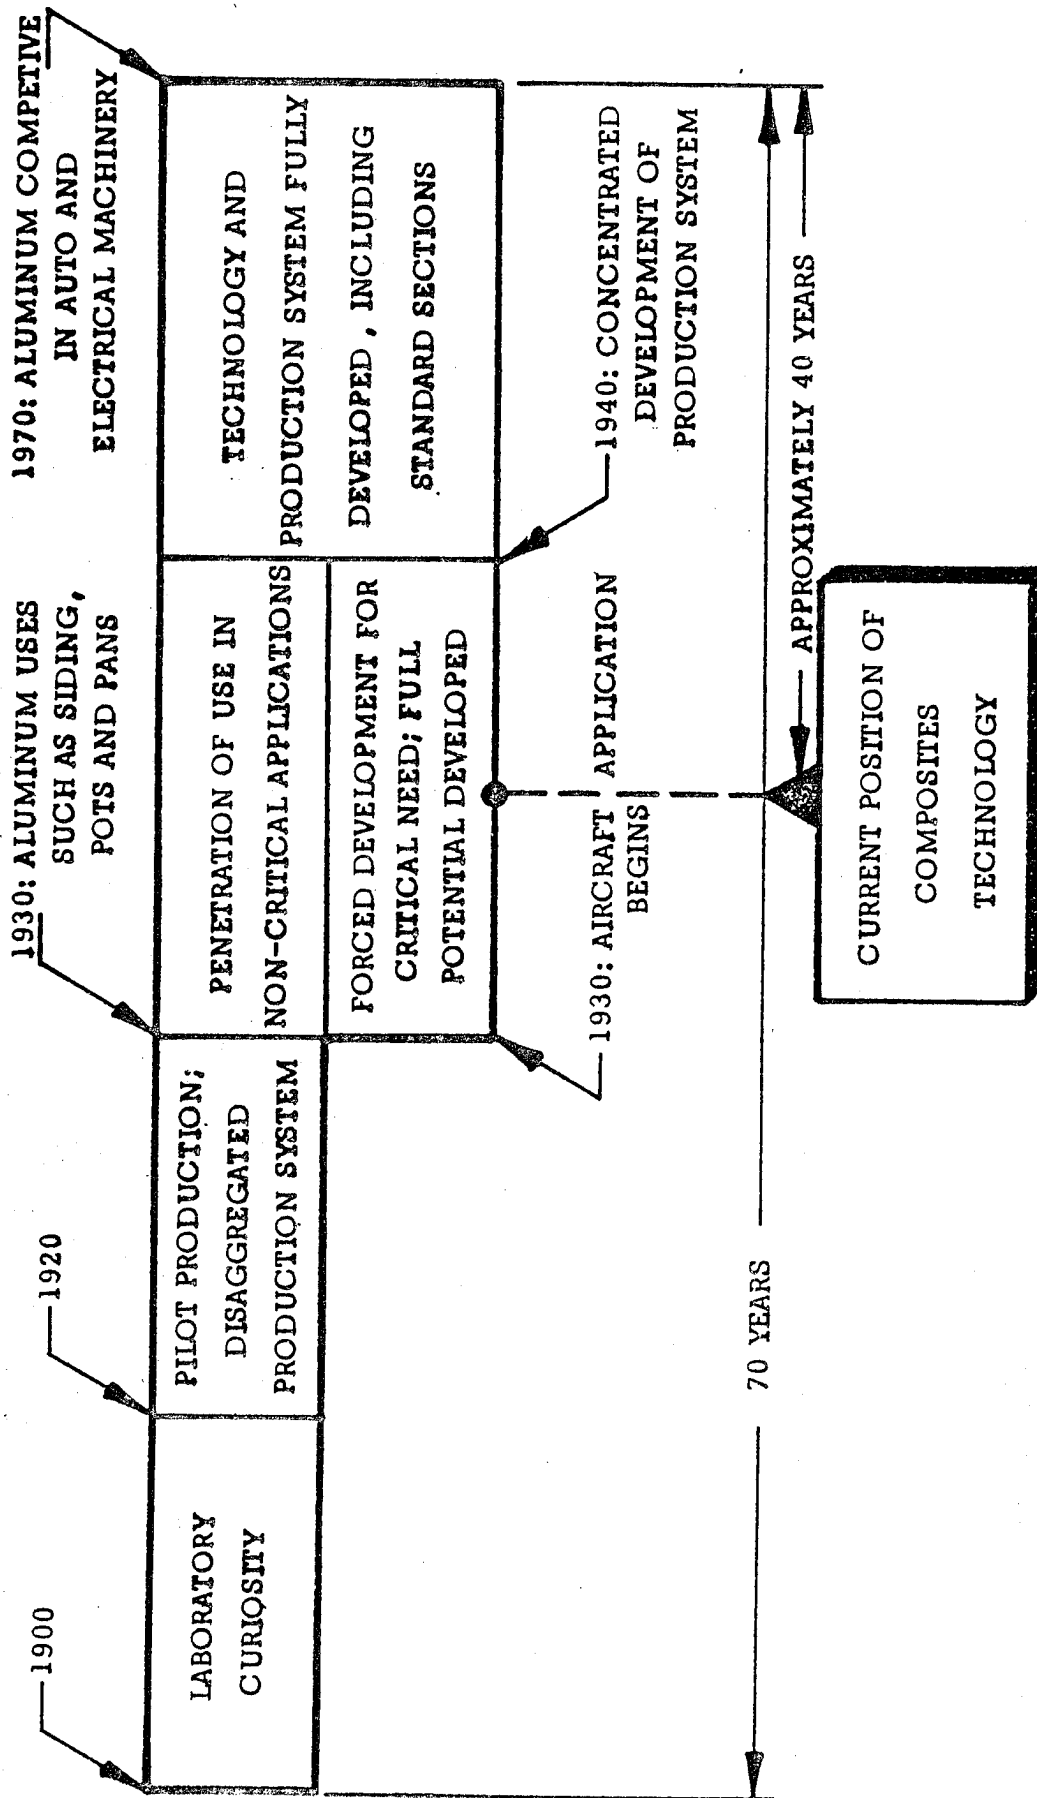 1900
1920
1930: ALUMINUM USES
SUCH AS SIDING,
POTS AND PANS
1970: ALUMINUM COMPETIVE
IN AUTO AND
ELECTRICAL MACHINERY
LABORATORY
CURIOSITY
PILOT PRODUCTION;
DISAGGREGATED
PRODUCTION SYSTEM
PENETRATION OF USE IN
NON-CRITICAL APPLICATIONS
FORCED DEVELOPMENT FOR
CRITICAL NEED; FULL
POTENTIAL DEVELOPED
TECHNOLOGY AND
PRODUCTION SYSTEM FULLY
DEVELOPED, INCLUDING
STANDARD SECTIONS
1930: AIRCRAFT APPLICATION
BEGINS
1940: CONCENTRATED
DEVELOPMENT OF
PRODUCTION SYSTEM
70 YEARS
APPROXIMATELY 40 YEARS
CURRENT POSITION OF
COMPOSITES
TECHNOLOGY